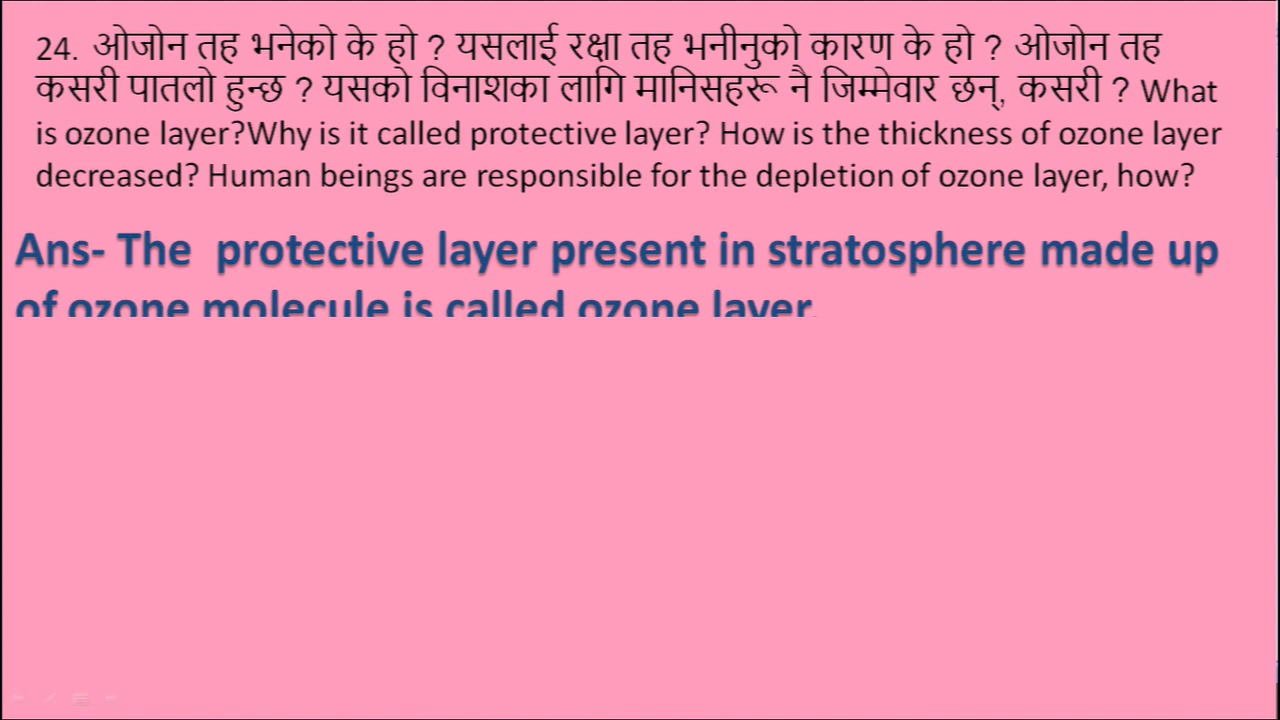 24. ओजोन तह भनेको के हो ? यसलाई रक्षा तह भनीनुको कारण के हो ? ओजोन तह
कसरी पातलो हुन्छ ? यसको विनाशका लागि मानिसहरू नै जिम्मेवार छन्, कसरी ? What
is ozone layer?Why is it called protective layer? How is the thickness of ozone layer
decreased? Human beings are responsible for the depletion of ozone layer, how?
Ans- The protective layer present in stratosphere made up
of ozone molecule is called ozone layer.